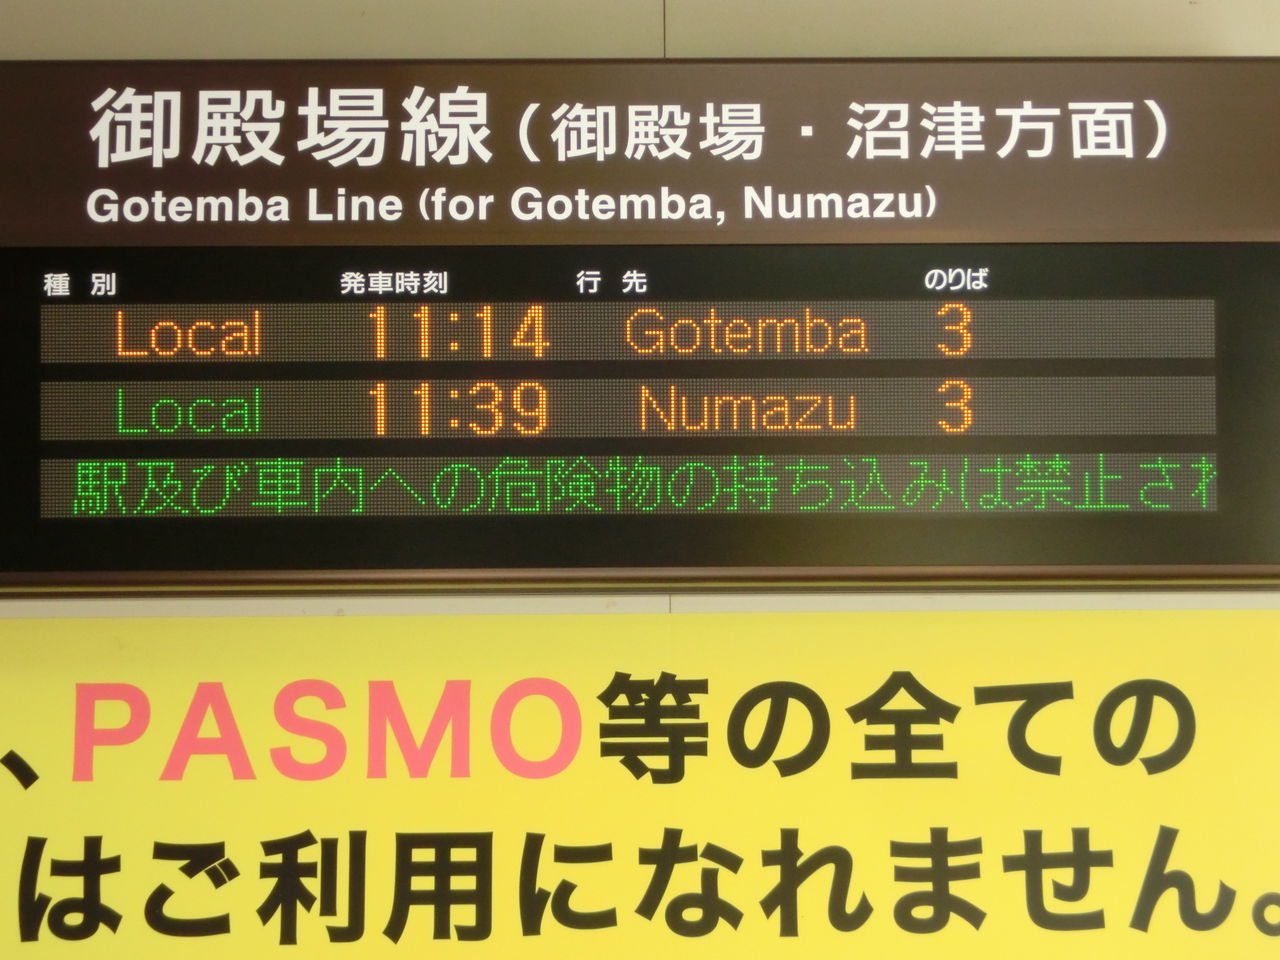 御殿場線（御殿場・沼津方面）
Gotemba Line (for Gotemba, Numazu)
種 別 発車時刻 行 先 のりば
Local 11:14 Gotemba 3
Local 11:39 Numazu 3
駅及び車内への危険物の持ち込みは禁止され
、PASMO等の全ての
はご利用になれません。